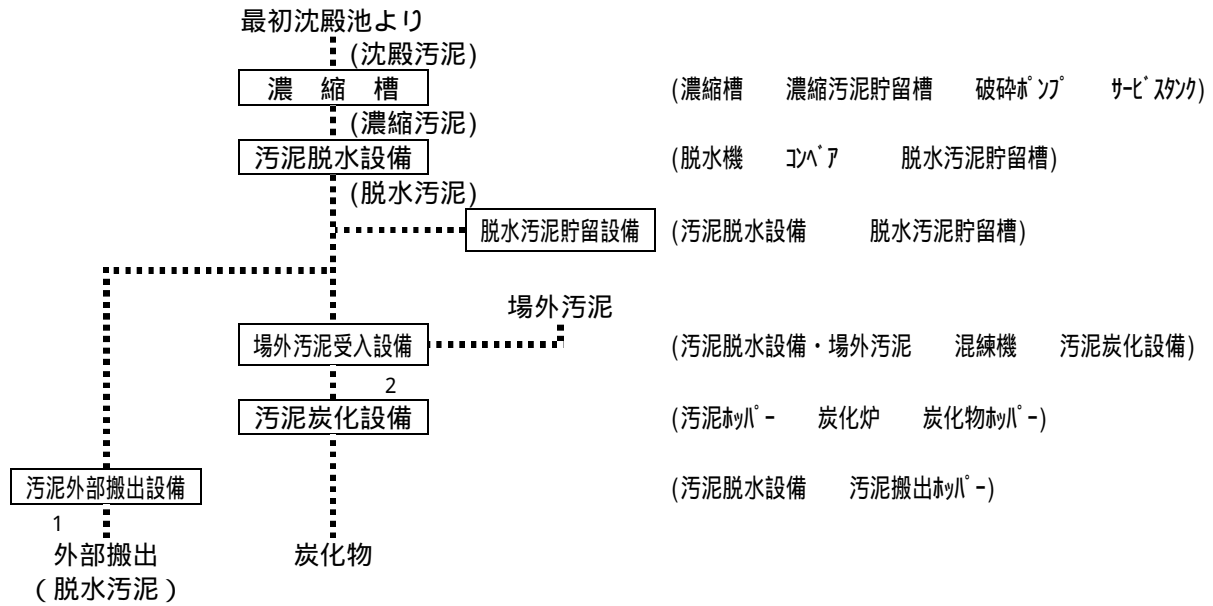 最初沈殿池より
(沈殿汚泥)
濃 縮 槽 (濃縮槽 濃縮汚泥貯留槽 破砕ﾎﾟﾝﾌﾟ ｻｰﾋﾞｽﾀﾝｸ)
(濃縮汚泥)
汚泥脱水設備 (脱水機 ｺﾝﾍﾞｱ 脱水汚泥貯留槽)
(脱水汚泥)
脱水汚泥貯留設備 (汚泥脱水設備 脱水汚泥貯留槽)
場外汚泥
場外汚泥受入設備 (汚泥脱水設備・場外汚泥 混練機 汚泥炭化設備)
2
汚泥炭化設備 (汚泥ﾎｯﾊﾟｰ 炭化炉 炭化物ﾎｯﾊﾟｰ)
汚泥外部搬出設備 (汚泥脱水設備 汚泥搬出ﾎｯﾊﾟｰ)
1
外部搬出 炭化物
(脱水汚泥)